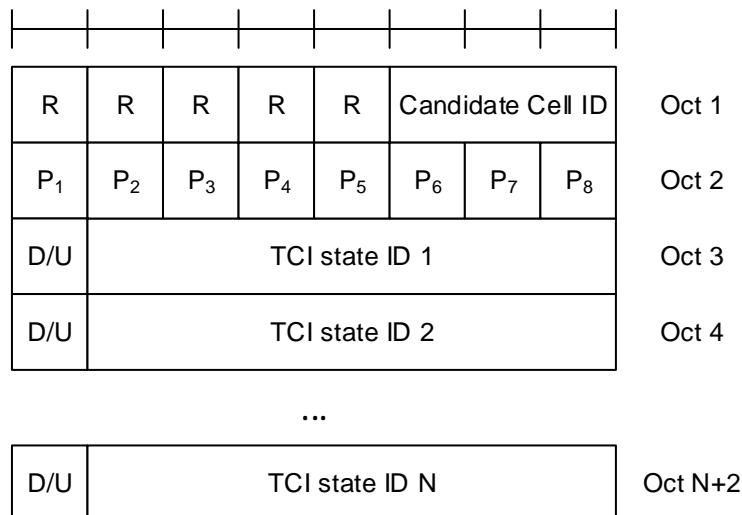 R R R R R Candidate Cell ID Oct 1
P₁ P₂ P₃ P₄ P₅ P₆ P₇ P₈ Oct 2
D/U TCI state ID 1 Oct 3
D/U TCI state ID 2 Oct 4
...
D/U TCI state ID N Oct N+2